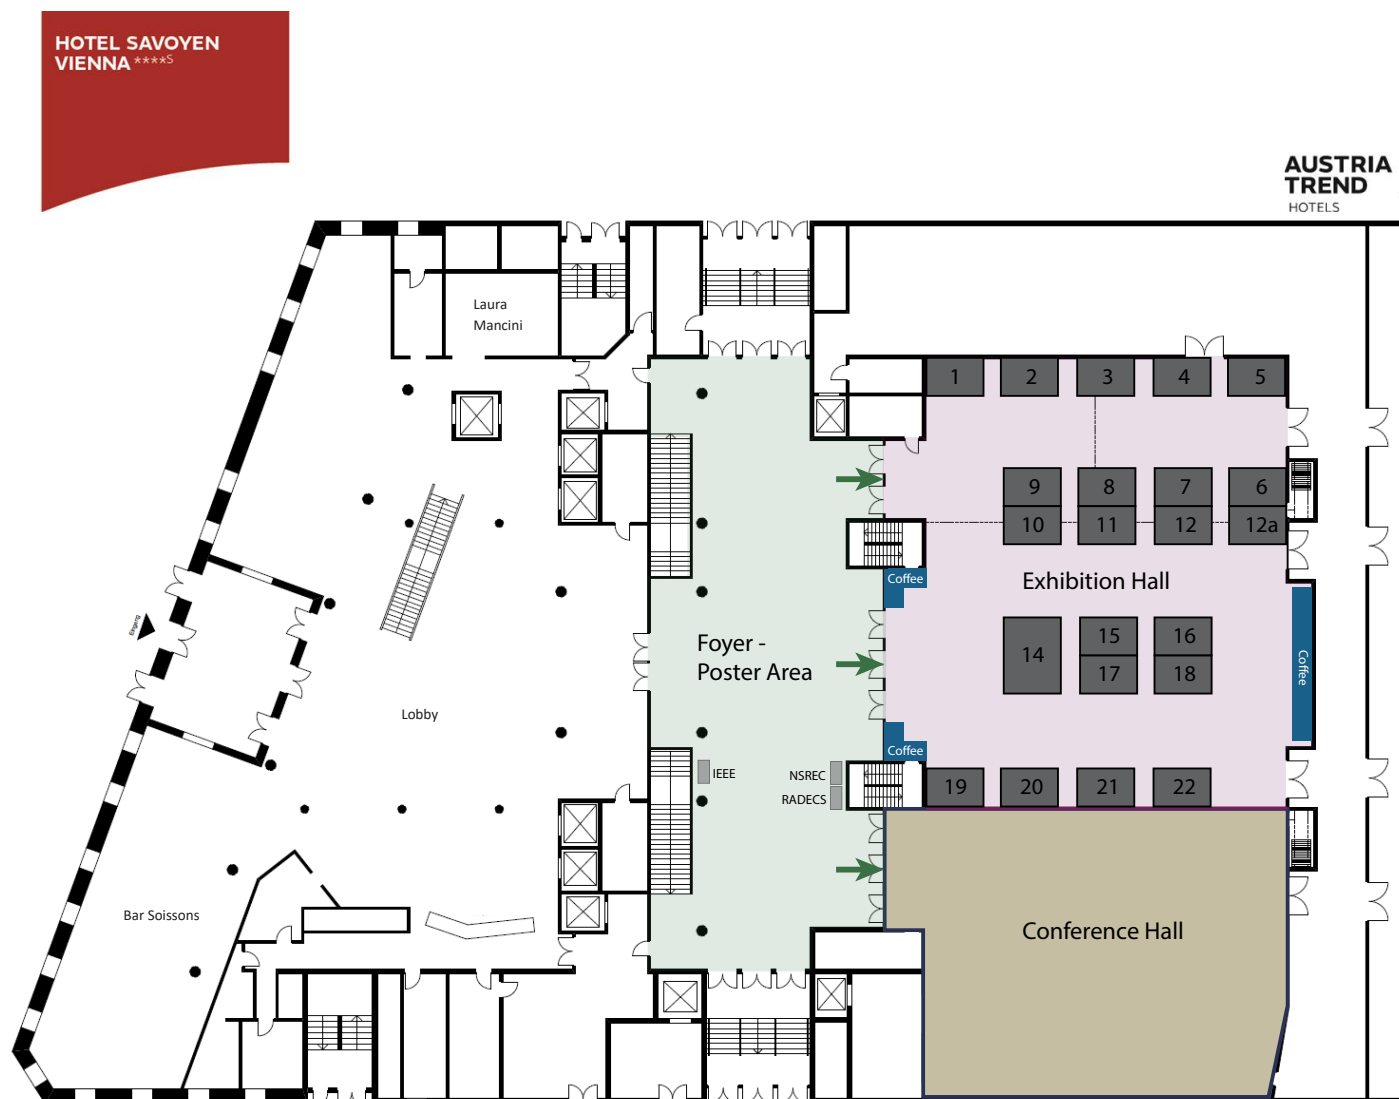 HOTEL SAVOYEN
VIENNA ****S
AUSTRIA
TREND
HOTELS
Laura
Mancini
1 2 3 4 5
9 8 7 6
10 11 12 12a
Coffee
Exhibition Hall
Eingang
Foyer -
Poster Area
14 15 16
17 18
Coffee
Lobby
Coffee
IEEE
NSREC
RADECS
19 20 21 22
Bar Soissons
Conference Hall